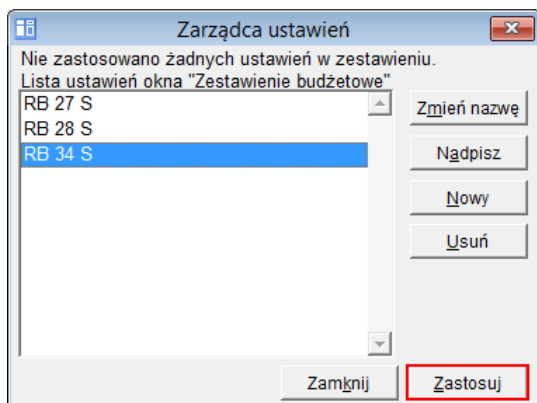 Zarządca ustawień
Nie zastosowano żadnych ustawień w zestawieniu.
Lista ustawień okna "Zestawienie budżetowe"
RB 27 S
RB 28 S
RB 34 S
Zmień nazwę
Nadpisz
Nowy
Usuń
Zamknij
Zastosuj